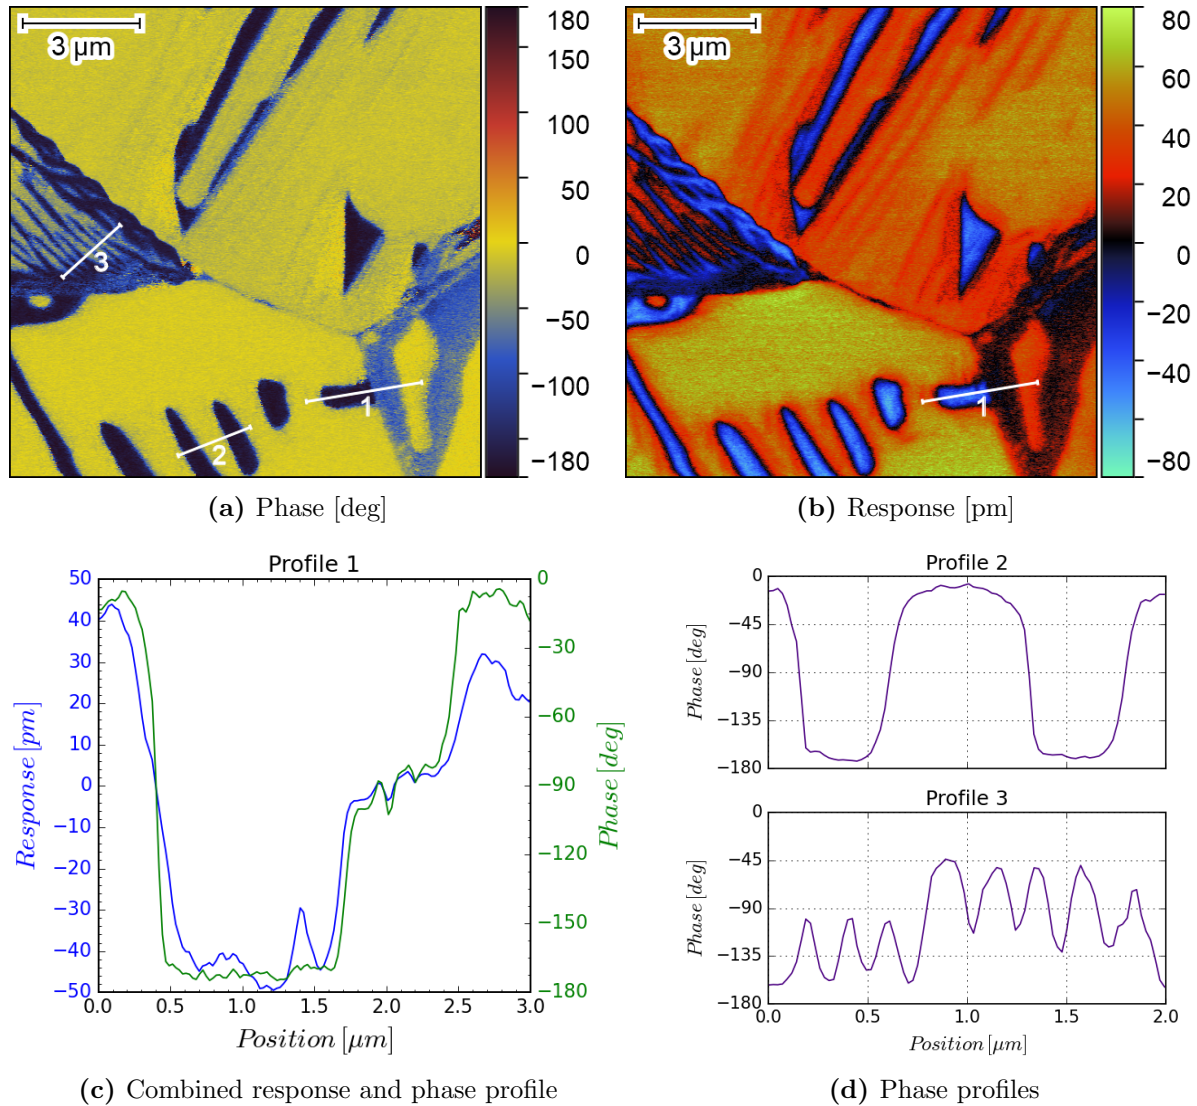 3 µm
3
1
2
180
150
100
50
0
−50
−100
−180
3 µm
1
80
60
40
20
0
−20
−40
−80
(a) Phase [deg]
(b) Response [pm]
Profile 1
50
40
30
20
10
0
−10
−20
−30
−40
−50
Response [pm]
0
−30
−60
−90
−120
−150
−180
Phase [deg]
0.0 0.5 1.0 1.5 2.0 2.5 3.0
Position [µm]
Profile 2
0
−45
−90
−135
−180
Phase [deg]
Profile 3
0
−45
−90
−135
−180
Phase [deg]
0.0 0.5 1.0 1.5 2.0
Position [µm]
(c) Combined response and phase profile
(d) Phase profiles